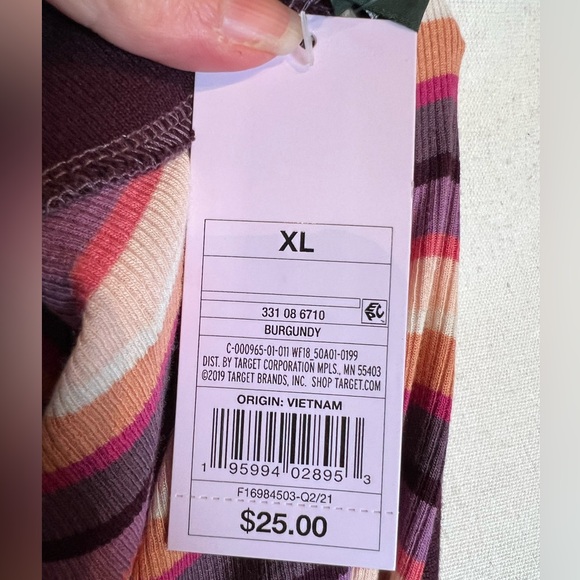 XL
331 08 6710
BURGUNDY
C-000965-01-011 WF18_50A01-0199
DIST. BY TARGET CORPORATION MPLS., MN 55403
©2019 TARGET BRANDS, INC. SHOP TARGET.COM
ORIGIN: VIETNAM
1 95994 02895 3
F16984503-Q2/21
$25.00